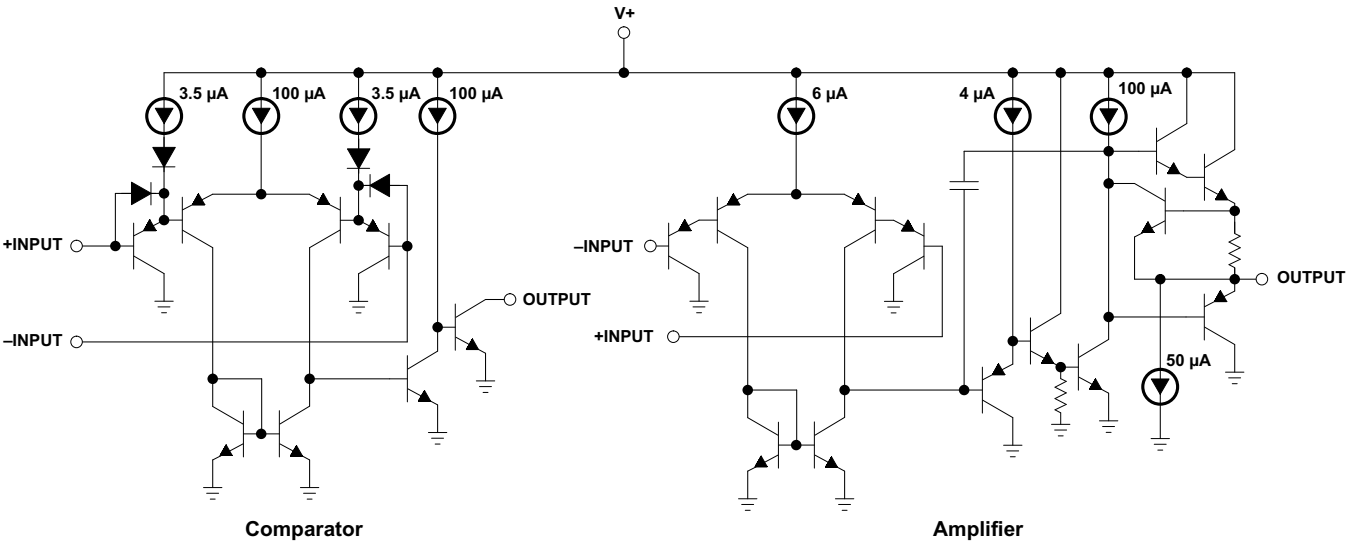 V+
3.5 µA
100 µA
3.5 µA
100 µA
6 µA
4 µA
100 µA
+INPUT
–INPUT
OUTPUT
–INPUT
+INPUT
OUTPUT
50 µA
Comparator
Amplifier